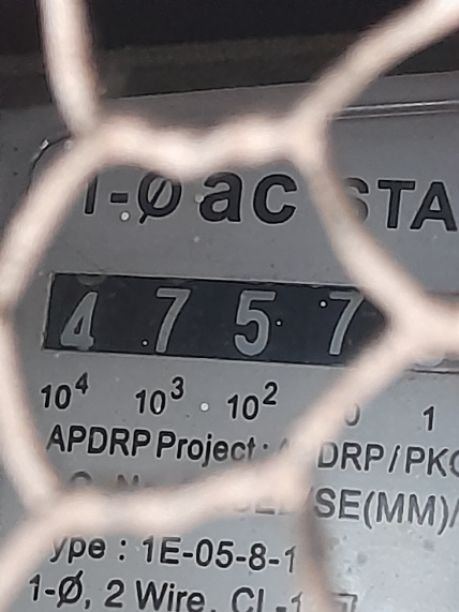 1-Ø ac STA
4 7 5 7
10⁴ 10³ 10² 1
APDRP Project: DRP/PK
SE(MM)/
ype : 1E-05-8-1
1-Ø, 2 Wire, CL-1